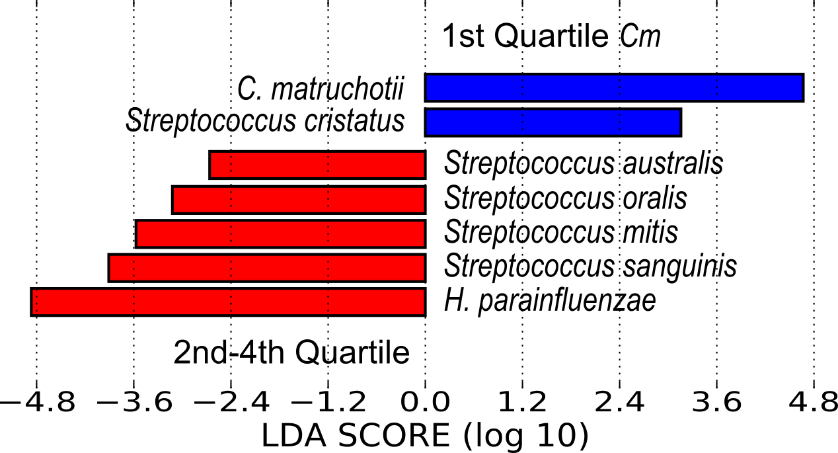 1st Quartile Cm
C. matruchotii
Streptococcus cristatus
Streptococcus australis
Streptococcus oralis
Streptococcus mitis
Streptococcus sanguinis
H. parainfluenzae
2nd-4th Quartile
−4.8 −3.6 −2.4 −1.2 0.0 1.2 2.4 3.6 4.8
LDA SCORE (log 10)